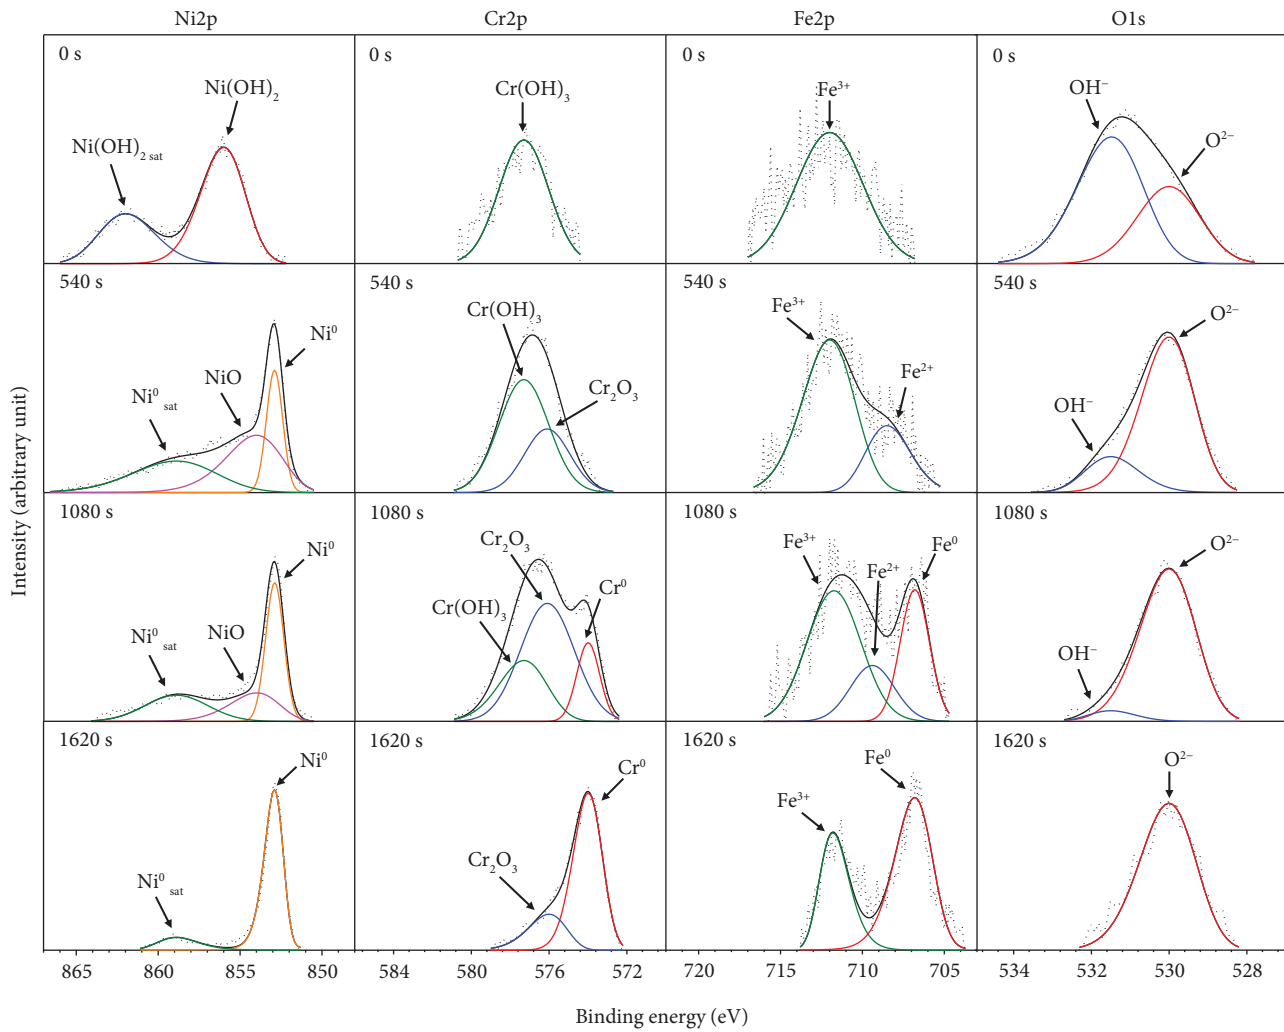 Ni2p Cr2p Fe2p O1s
0 s 0 s 0 s 0 s
Ni(OH)₂ Cr(OH)₃ Fe³⁺ OH⁻
Ni(OH)₂ sat O²⁻
540 s 540 s 540 s 540 s
Ni⁰ Cr(OH)₃ Fe³⁺ O²⁻
NiO Cr₂O₃ Fe²⁺ OH⁻
Ni⁰ sat
1080 s 1080 s 1080 s 1080 s
Ni⁰ Cr₂O₃ Fe³⁺ Fe⁰ O²⁻
NiO Cr⁰ Fe²⁺
Ni⁰ sat Cr(OH)₃ OH⁻
1620 s 1620 s 1620 s 1620 s
Ni⁰ Cr⁰ Fe⁰ O²⁻
Ni⁰ sat Cr₂O₃ Fe³⁺
865 860 855 850 584 580 576 572 720 715 710 705 534 532 530 528
Intensity (arbitrary unit)
Binding energy (eV)